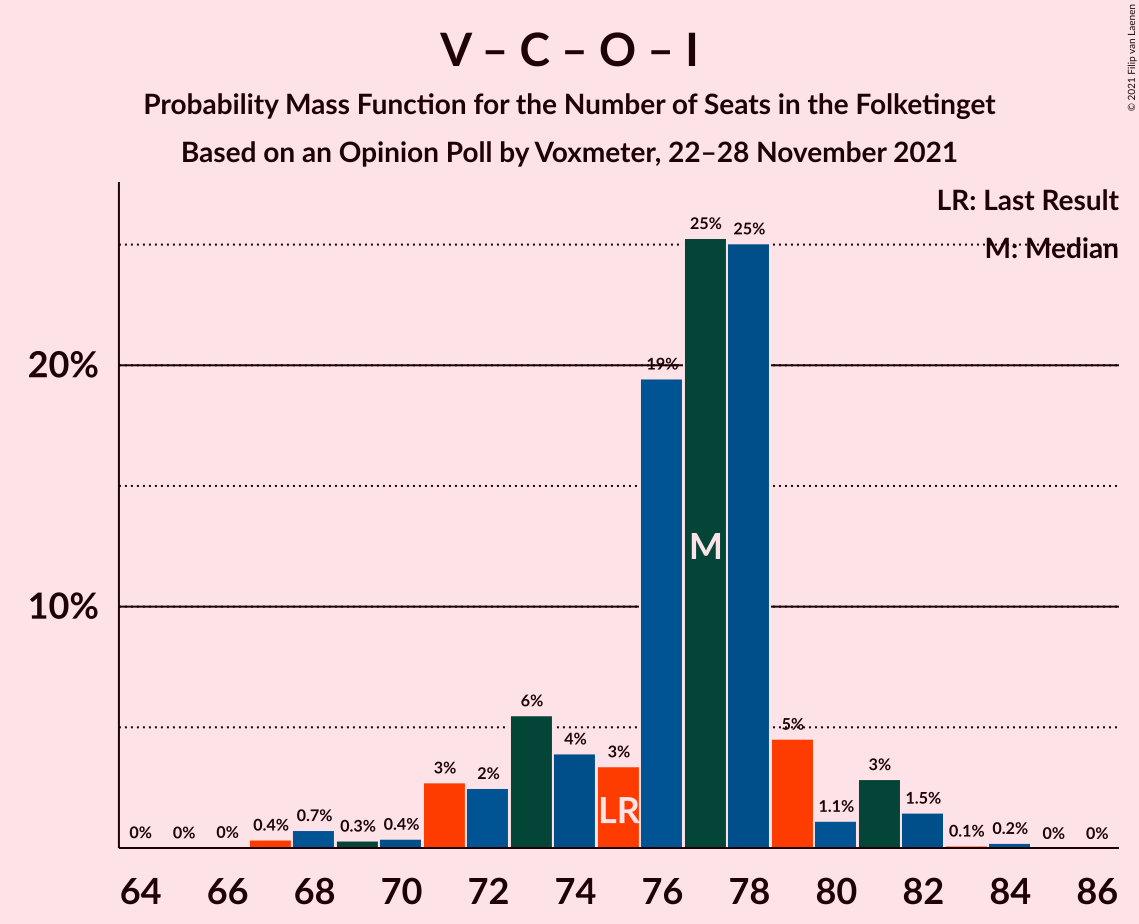 V – C – O – I
Probability Mass Function for the Number of Seats in the Folketinget
Based on an Opinion Poll by Voxmeter, 22–28 November 2021
© 2021 Filip van Laenen
LR: Last Result
M: Median
20%
10%
0% 0% 0% 0.4% 0.7% 0.3% 0.4% 3% 2% 6% 4% 3% 19% 25% 25% 5% 1.1% 3% 1.5% 0.1% 0.2% 0% 0%
M
LR
64 66 68 70 72 74 76 78 80 82 84 86